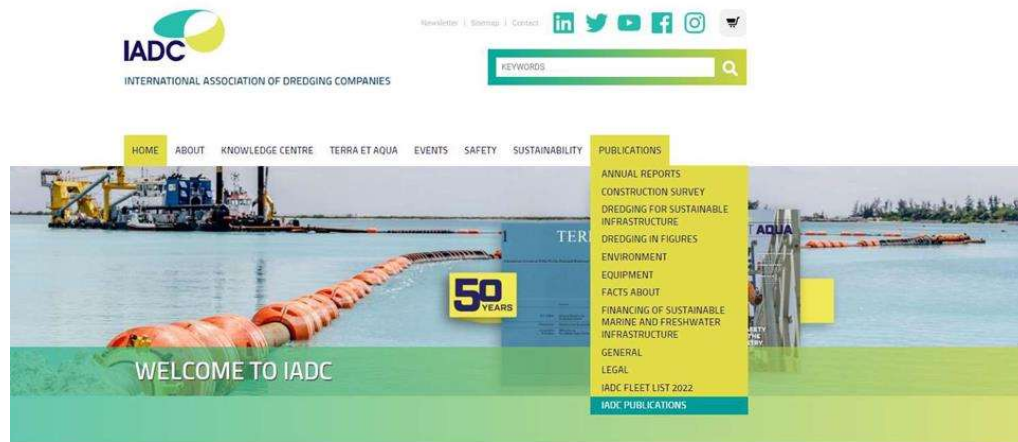 Newsletter | Sitemap | Contact
IADC
INTERNATIONAL ASSOCIATION OF DREDGING COMPANIES
KEYWORDS
HOME ABOUT KNOWLEDGE CENTRE TERRA ET AQUA EVENTS SAFETY SUSTAINABILITY PUBLICATIONS
ANNUAL REPORTS
CONSTRUCTION SURVEY
DREDGING FOR SUSTAINABLE
INFRASTRUCTURE
DREDGING IN FIGURES
ENVIRONMENT
EQUIPMENT
FACTS ABOUT
FINANCING OF SUSTAINABLE
MARINE AND FRESHWATER
INFRASTRUCTURE
GENERAL
LEGAL
IADC FLEET LIST 2022
IADC PUBLICATIONS
1 TER
T AQUA
50
YEARS
WELCOME TO IADC